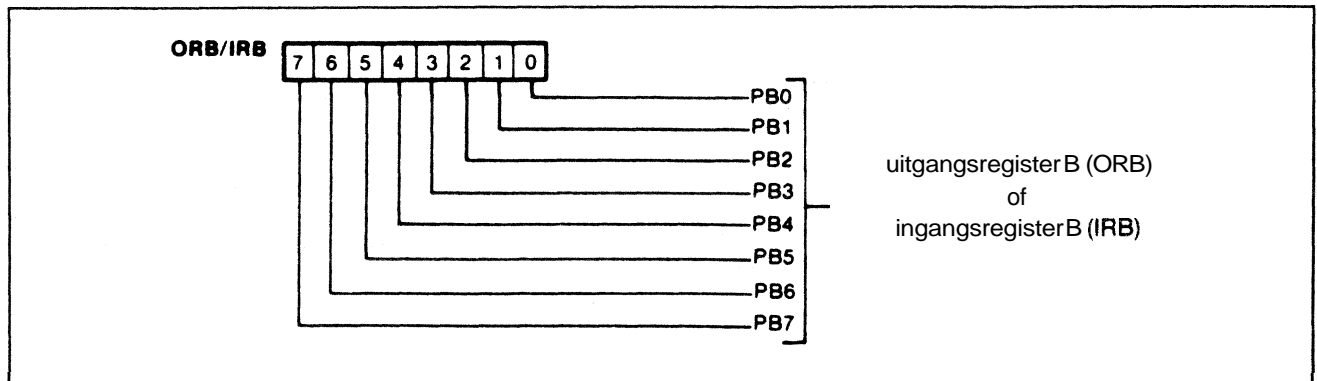 ORB/IRB
7 6 5 4 3 2 1 0
PB0
PB1
PB2
PB3
PB4
PB5
PB6
PB7
uitgangsregister B (ORB)
of
ingangsregister B (IRB)